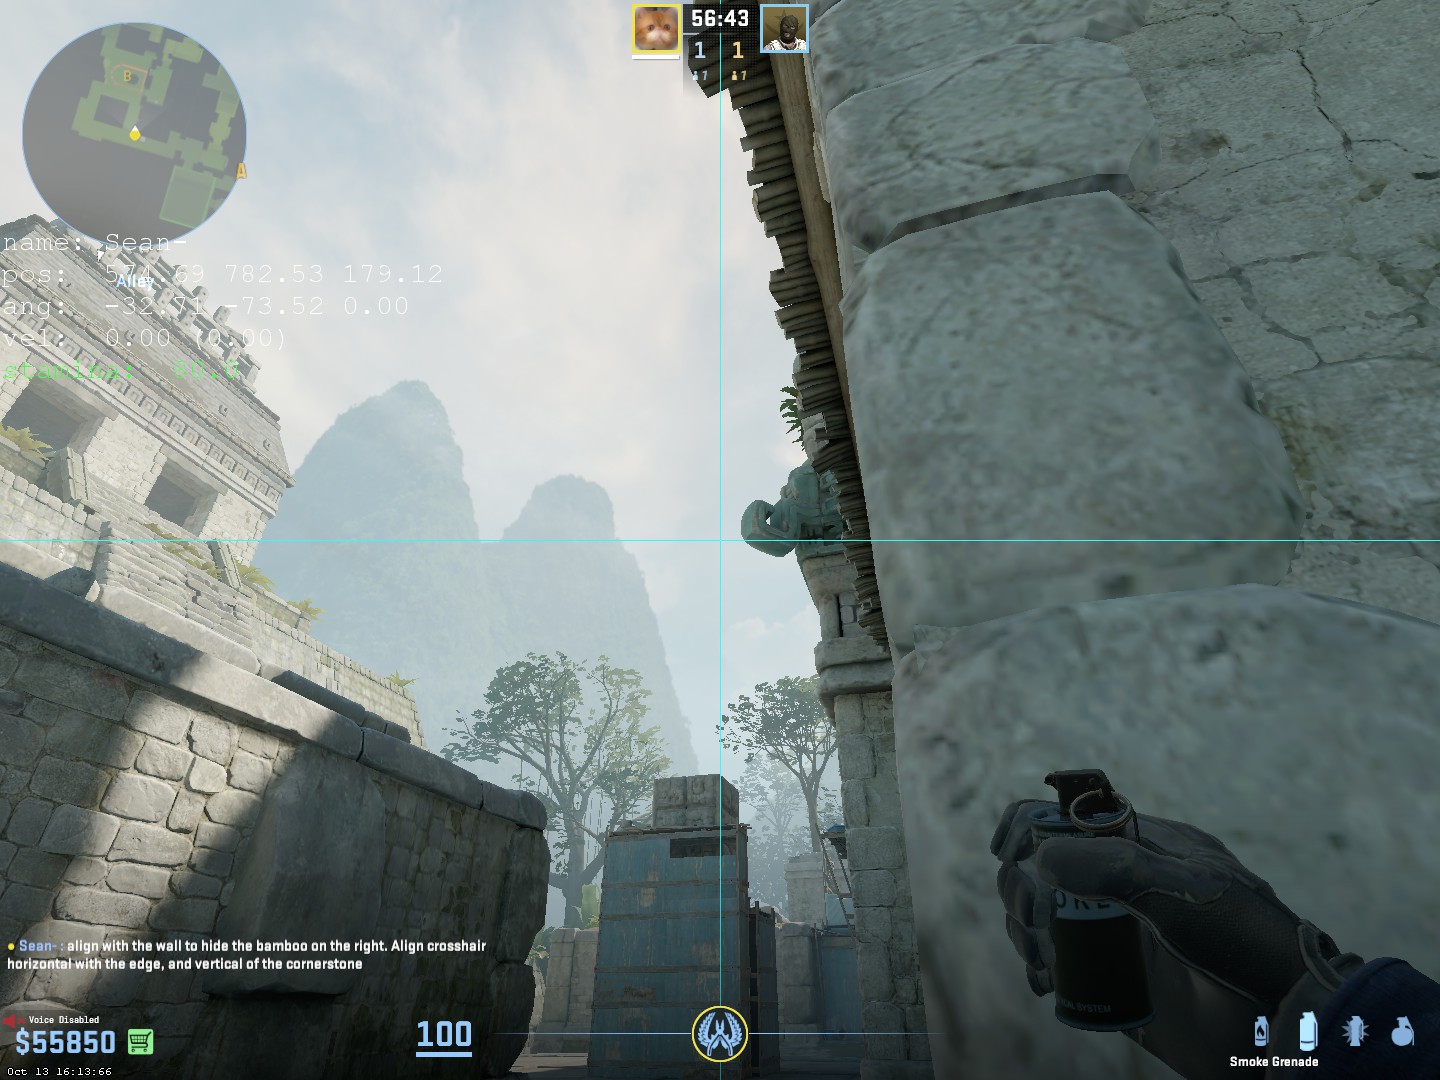 56:43
1 1
7 7
B
A
name: Sean-
pos: 574.69 782.53 179.12
Alley
ang: -32.71 -73.52 0.00
vel: 0.00 (0.00)
stamina:
Sean- : align with the wall to hide the bamboo on the right. Align crosshair
horizontal with the edge, and vertical of the cornerstone
Voice Disabled
$55850
100
Oct 13 16:13:66
Smoke Grenade